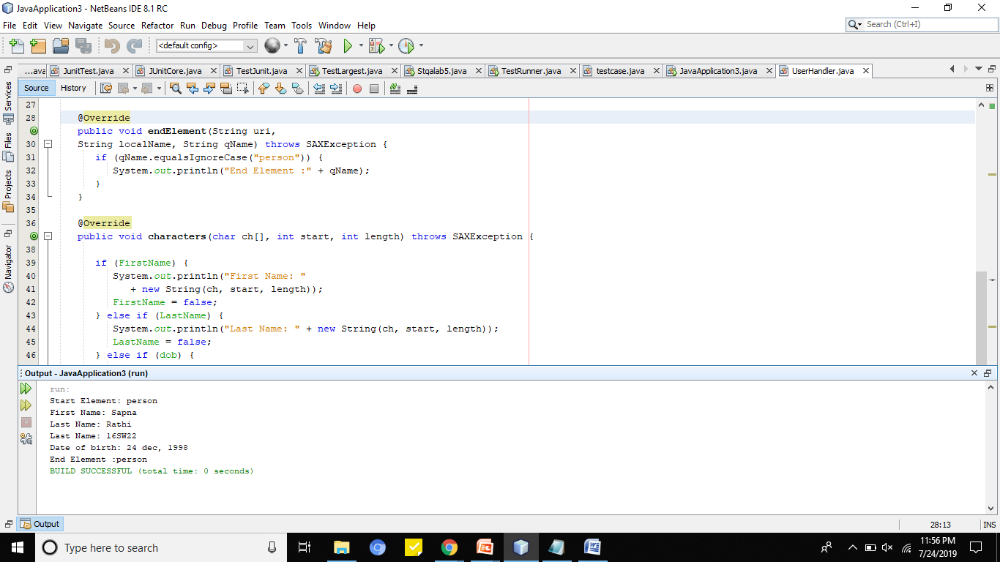 JavaApplication3 - NetBeans IDE 8.1 RC
File Edit View Navigate Source Refactor Run Debug Profile Team Tools Window Help
Search (Ctrl+I)
<default config>
...ava JunitTest.java JUnitCore.java TestJunit.java TestLargest.java Stqalab5.java TestRunner.java testcase.java JavaApplication3.java UserHandler.java
Source History
Services
Files
Projects
Navigator
27
28 @Override
public void endElement(String uri,
30 String localName, String qName) throws SAXException {
31 if (qName.equalsIgnoreCase("person")) {
32 System.out.println("End Element :" + qName);
33 }
34 }
35
36 @Override
public void characters(char ch[], int start, int length) throws SAXException {
38
39 if (FirstName) {
40 System.out.println("First Name: "
41 + new String(ch, start, length));
42 FirstName = false;
43 } else if (LastName) {
44 System.out.println("Last Name: " + new String(ch, start, length));
45 LastName = false;
46 } else if (dob) {
Output - JavaApplication3 (run)
run:
Start Element: person
First Name: Sapna
Last Name: Rathi
Last Name: 16SW22
Date of birth: 24 dec, 1998
End Element :person
BUILD SUCCESSFUL (total time: 0 seconds)
Output
28:13 INS
Type here to search
11:56 PM
7/24/2019